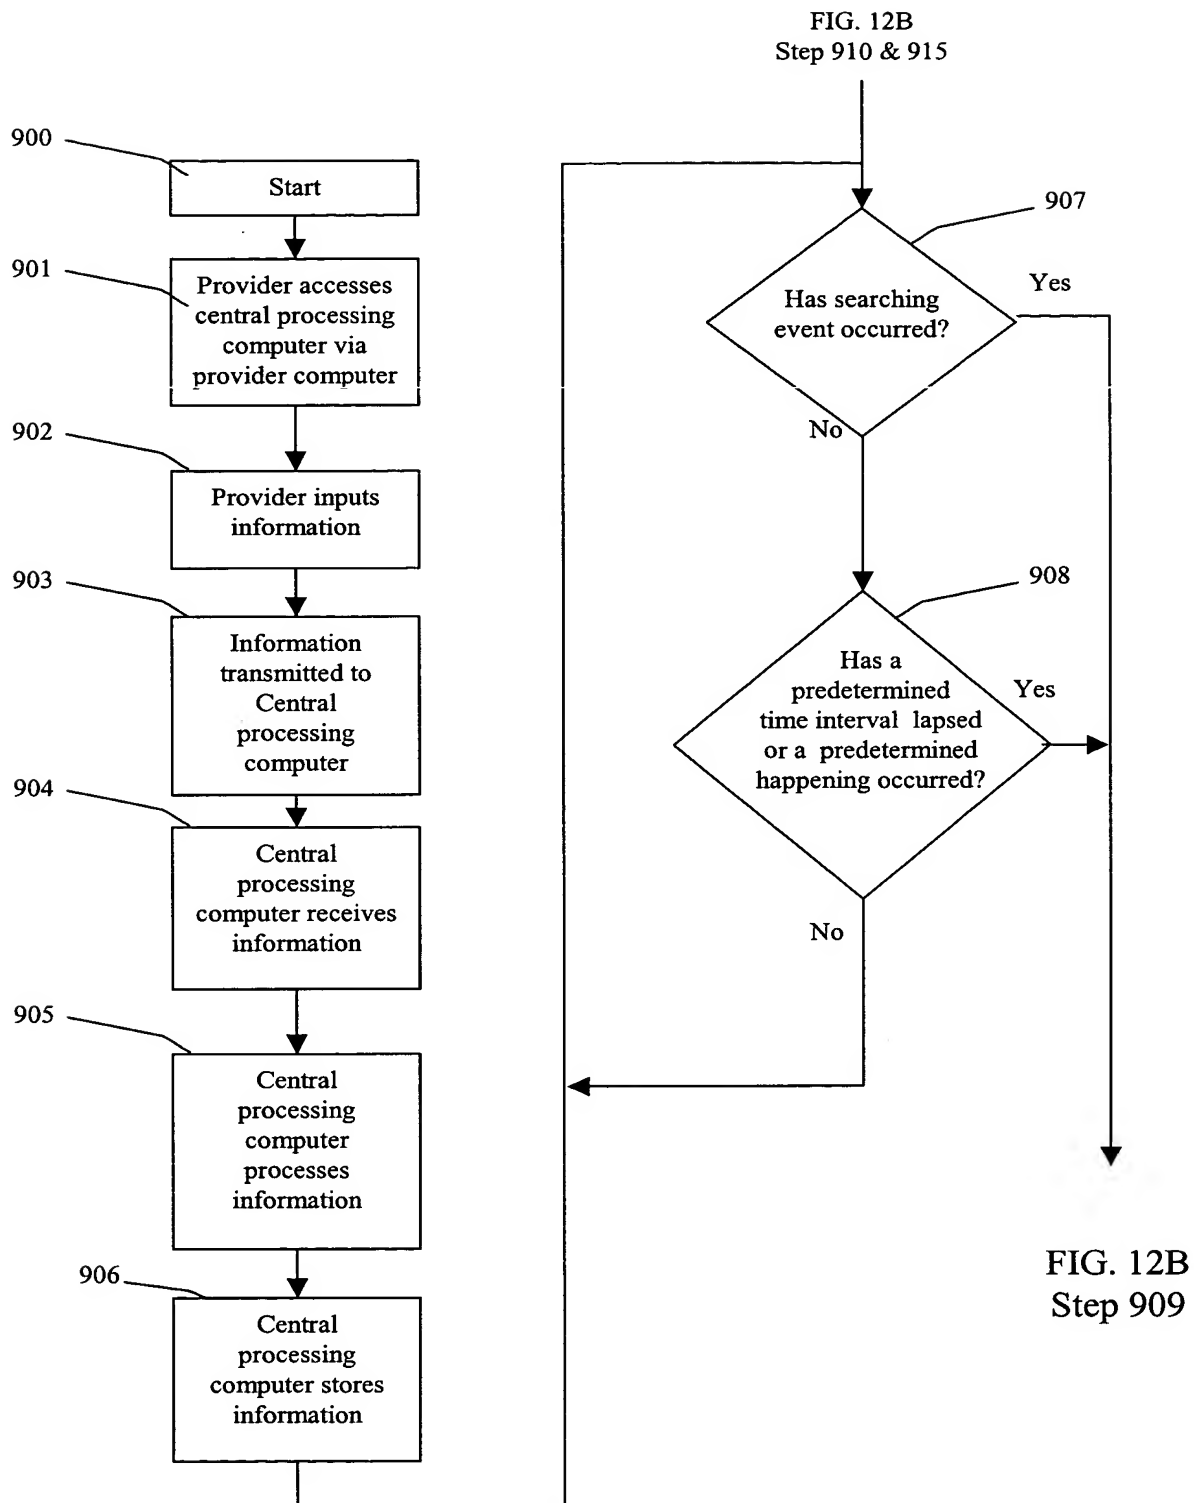 900
Start
901
Provider accesses
central processing
computer via
provider computer
902
Provider inputs
information
903
Information
transmitted to
Central
processing
computer
904
Central
processing
computer receives
information
905
Central
processing
computer
processes
information
906
Central
processing
computer stores
information
FIG. 12B
Step 910 & 915
907
Has searching
event occurred?
Yes
No
908
Has a
predetermined
time interval lapsed
or a predetermined
happening occurred?
Yes
No
FIG. 12B
Step 909